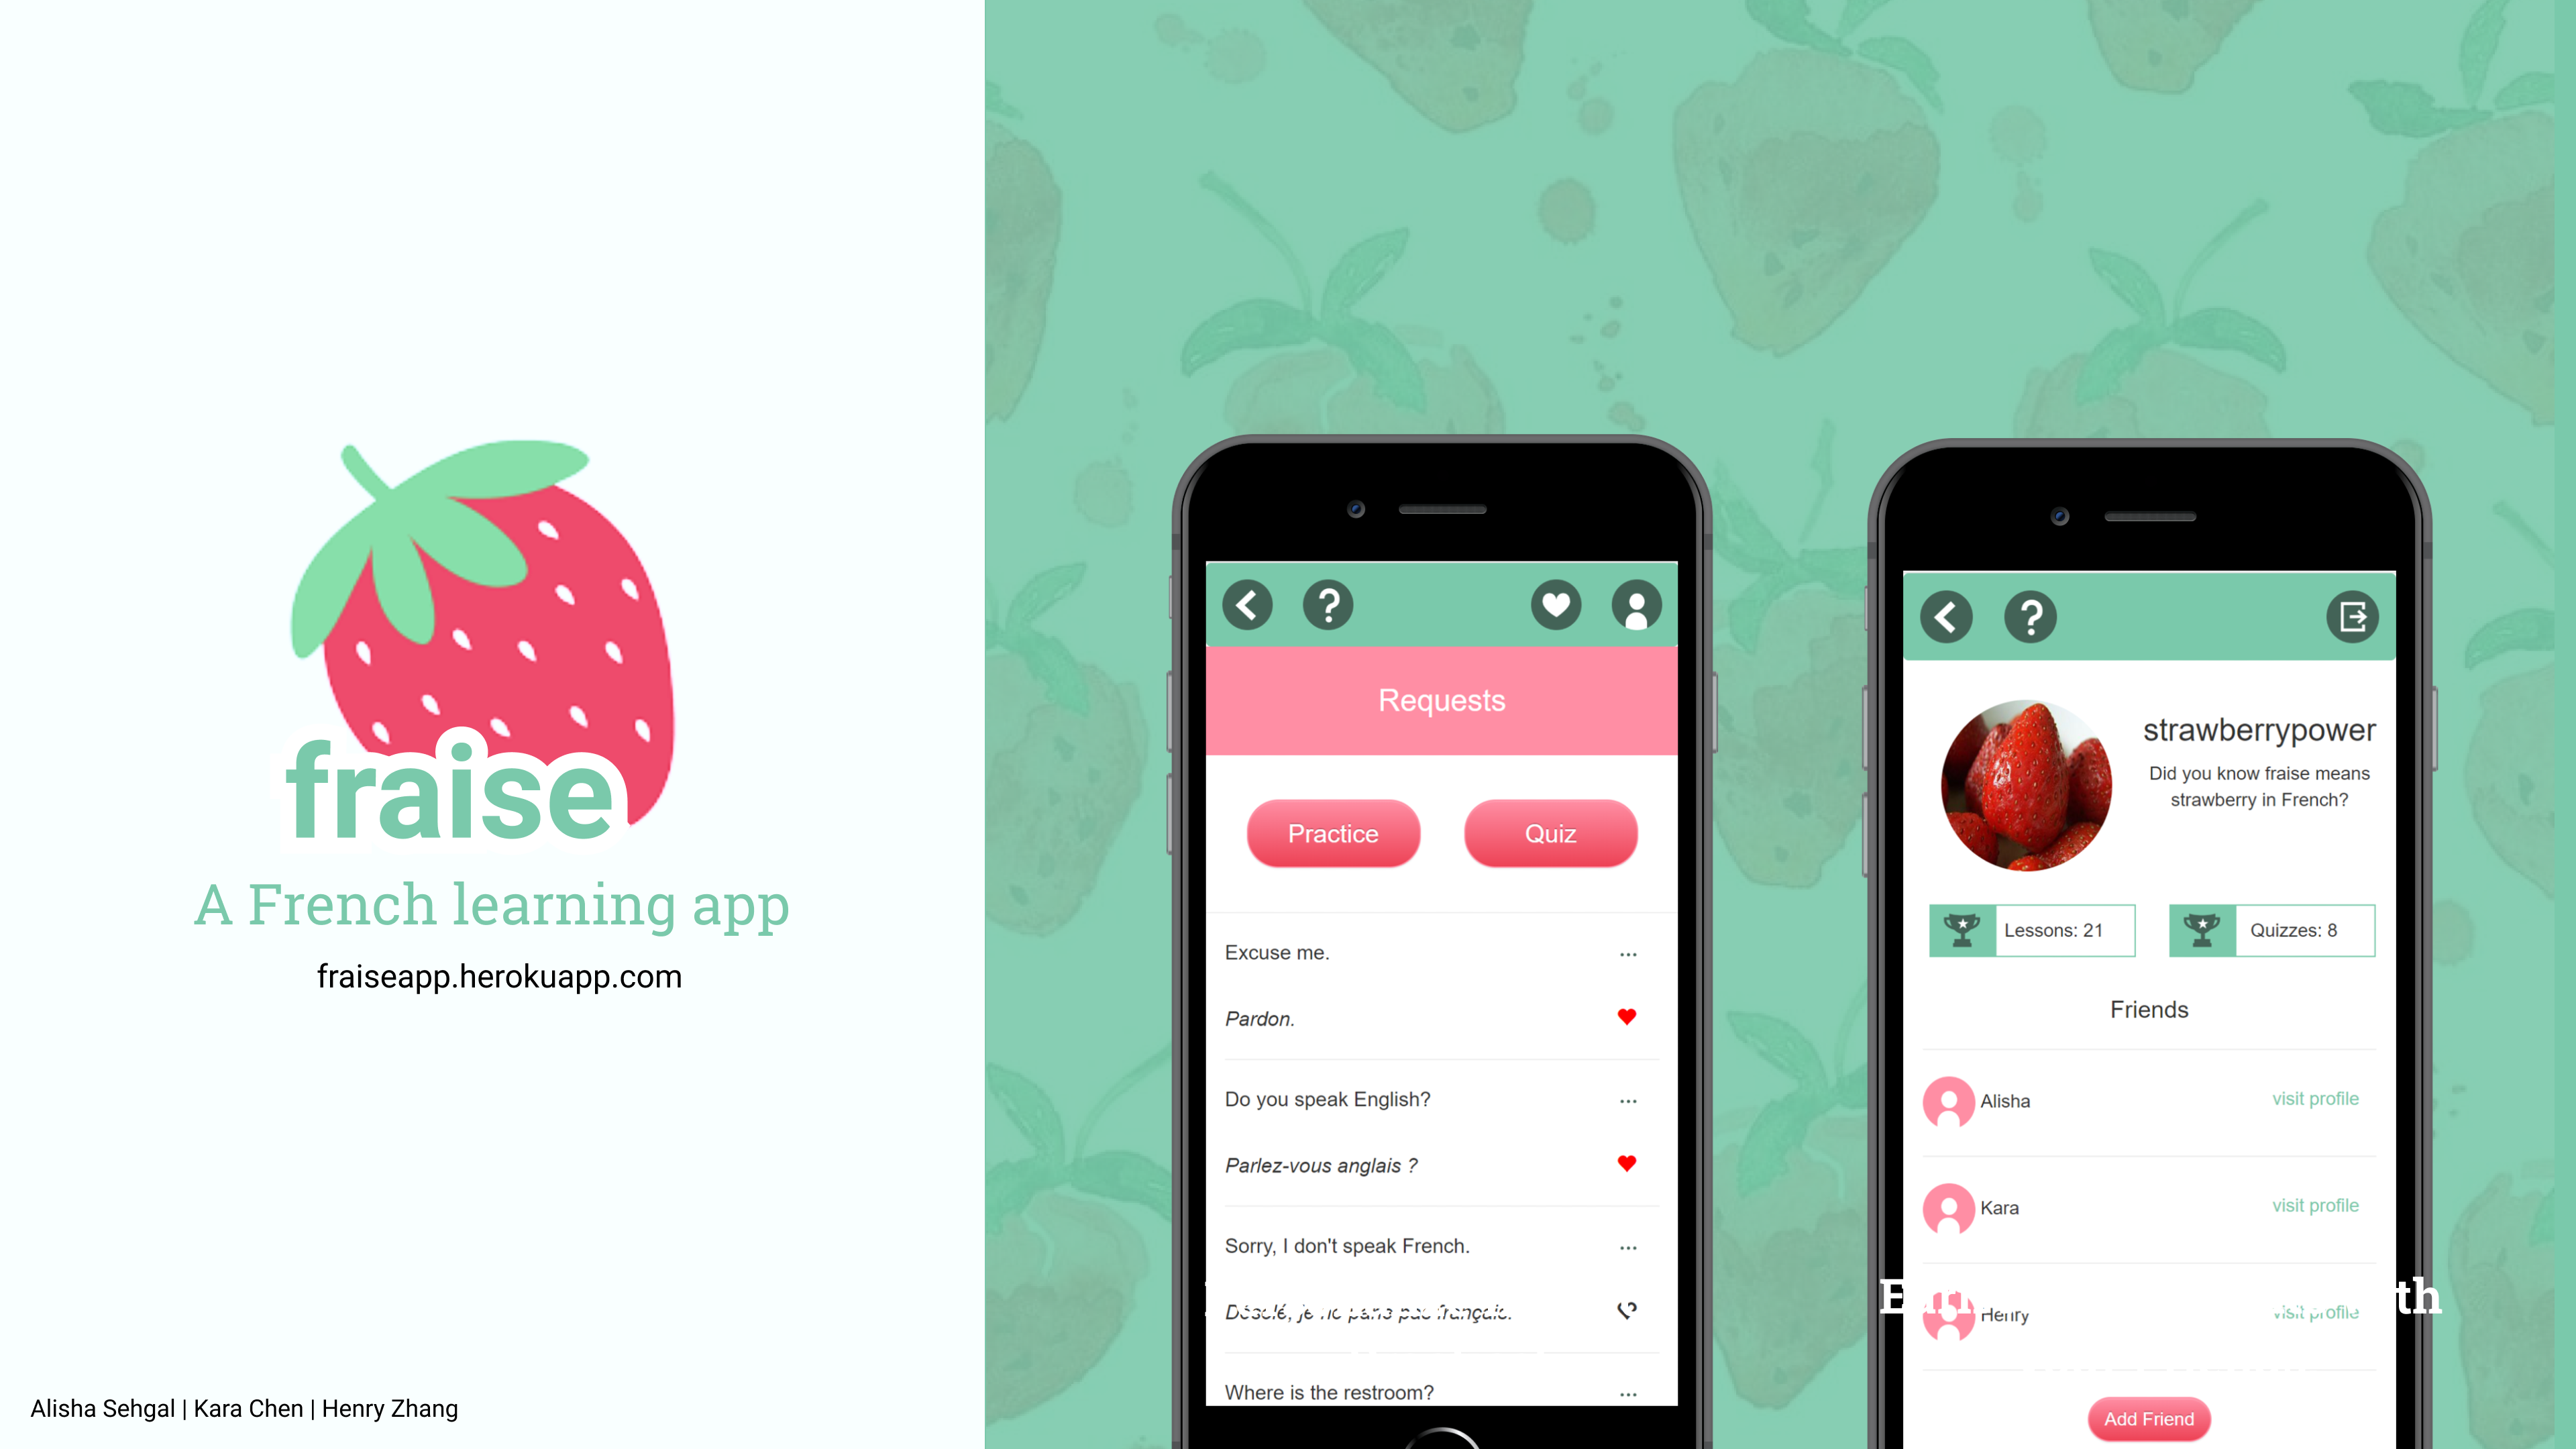 fraise
A French learning app
fraiseapp.herokuapp.com
Alisha Sehgal | Kara Chen | Henry Zhang
Requests
Practice
Quiz
Excuse me.
Pardon.
Do you speak English?
Parlez-vous anglais ?
Sorry, I don't speak French.
Désolé, je ne parle pas français.
Where is the restroom?
strawberrypower
Did you know fraise means
strawberry in French?
Lessons: 21
Quizzes: 8
Friends
Alisha
visit profile
Kara
visit profile
Henry
visit profile
Add Friend